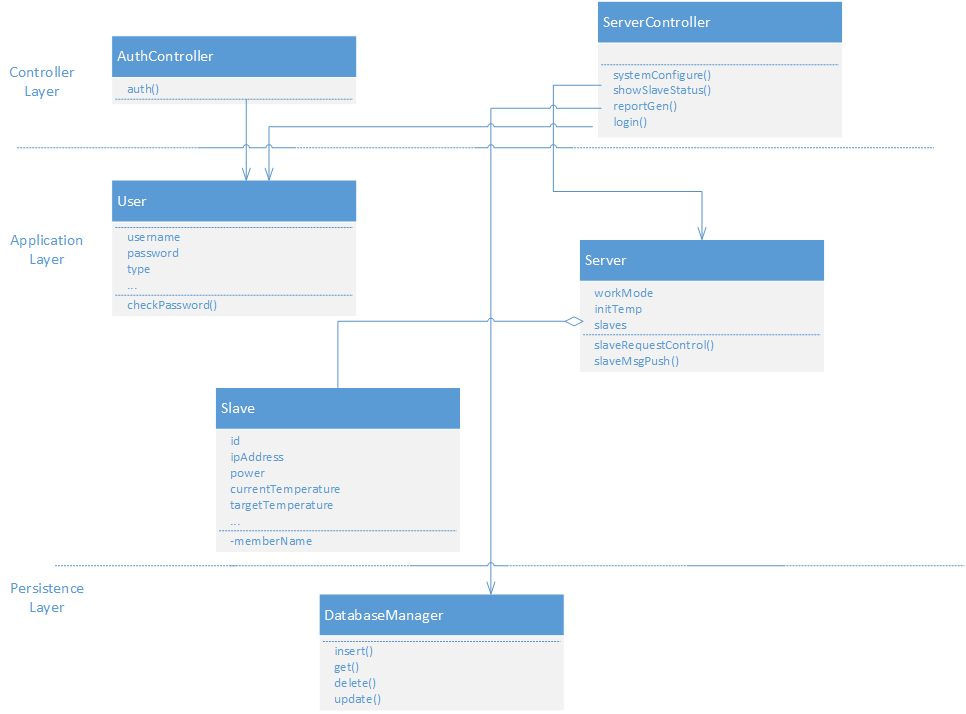 ServerController
systemConfigure()
showSlaveStatus()
reportGen()
login()
AuthController
auth()
Controller
Layer
User
username
password
type
...
checkPassword()
Application
Layer
Server
workMode
initTemp
slaves
slaveRequestControl()
slaveMsgPush()
Slave
id
ipAddress
power
currentTemperature
targetTemperature
...
-memberName
Persistence
Layer
DatabaseManager
insert()
get()
delete()
update()